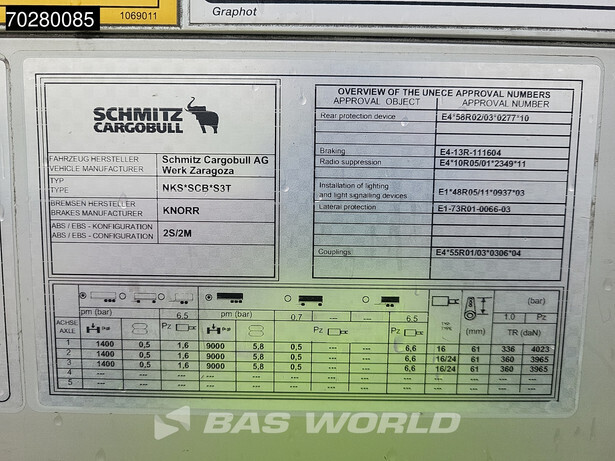 70280085
1069011
Graphot
SCHMITZ
CARGOBULL
FAHRZEUG HERSTELLER
VEHICLE MANUFACTURER
Schmitz Cargobull AG
Werk Zaragoza
TYP
TYPE
NKS*SCB*S3T
BREMSEN HERSTELLER
BRAKES MANUFACTURER
KNORR
ABS / EBS - KONFIGURATION
ABS / EBS - CONFIGURATION
2S/2M
OVERVIEW OF THE UNECE APPROVAL NUMBERS
APPROVAL OBJECT APPROVAL NUMBER
Rear protection device E4*58R02/03*0277*10
Braking E4-13R-111604
Radio suppression E4*10R05/01*2349*11
Installation of lighting
and light signalling devices E1*48R05/11*0937*03
Lateral protection E1-73R01-0066-03
Couplings E4*55R01/03*0306*04
pm (bar) 6.5 pm (bar) 0.7 --- --- 6.5 (mm) (bar)
1.0 Pz
ACHSE
AXLE
Pz Pz TR (daN)
1 1400 0,5 1,6 9000 5,8 0,5 6,6 16 61 336 4023
2 1400 0,5 1,6 9000 5,8 0,5 6,6 16/24 61 360 3965
3 1400 0,5 1,6 9000 5,8 0,5 6,6 16/24 61 360 3965
4 --- --- --- --- --- --- --- --- --- --- ---
5 --- --- --- --- --- --- --- --- --- --- ---
BAS WORLD